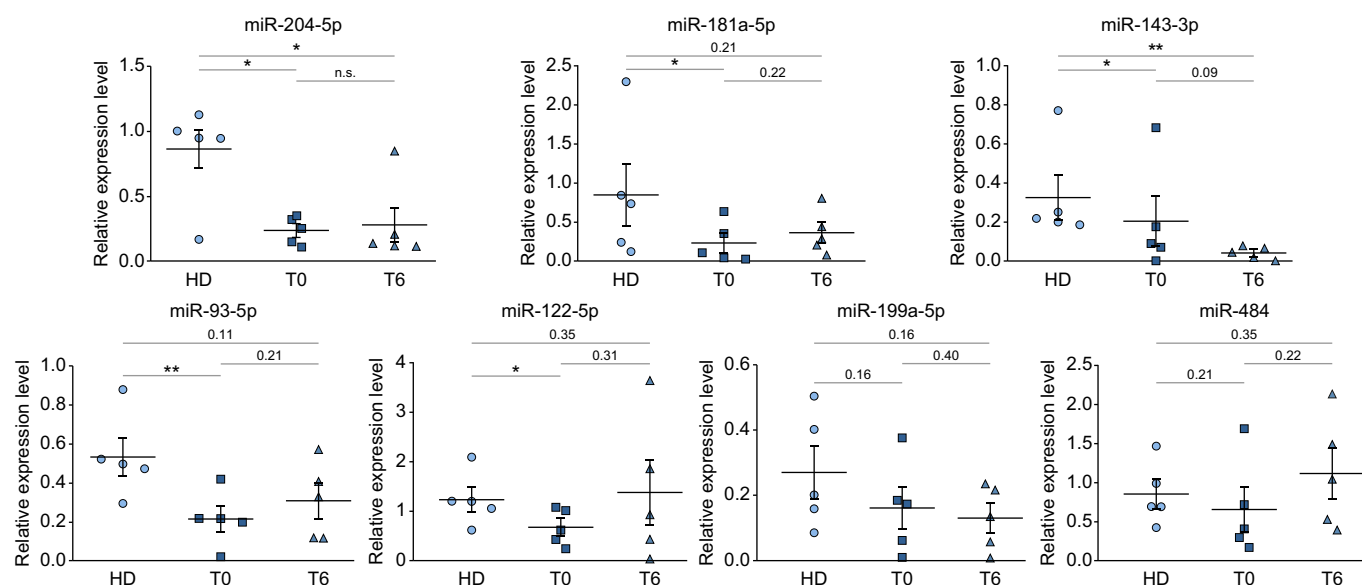 miR-204-5p
*
*
n.s.
Relative expression level
1.5
1.0
0.5
0.0
HD T0 T6
miR-181a-5p
0.21
*
0.22
Relative expression level
2.5
2.0
1.5
1.0
0.5
0.0
HD T0 T6
miR-143-3p
**
*
0.09
Relative expression level
1.0
0.8
0.6
0.4
0.2
0.0
HD T0 T6
miR-93-5p
0.11
0.21
**
Relative expression level
1.0
0.8
0.6
0.4
0.2
0.0
HD T0 T6
miR-122-5p
0.35
0.31
*
Relative expression level
4
3
2
1
0
HD T0 T6
miR-199a-5p
0.16
0.40
0.16
Relative expression level
0.6
0.4
0.2
0.0
HD T0 T6
miR-484
0.35
0.22
0.21
Relative expression level
2.5
2.0
1.5
1.0
0.5
0.0
HD T0 T6